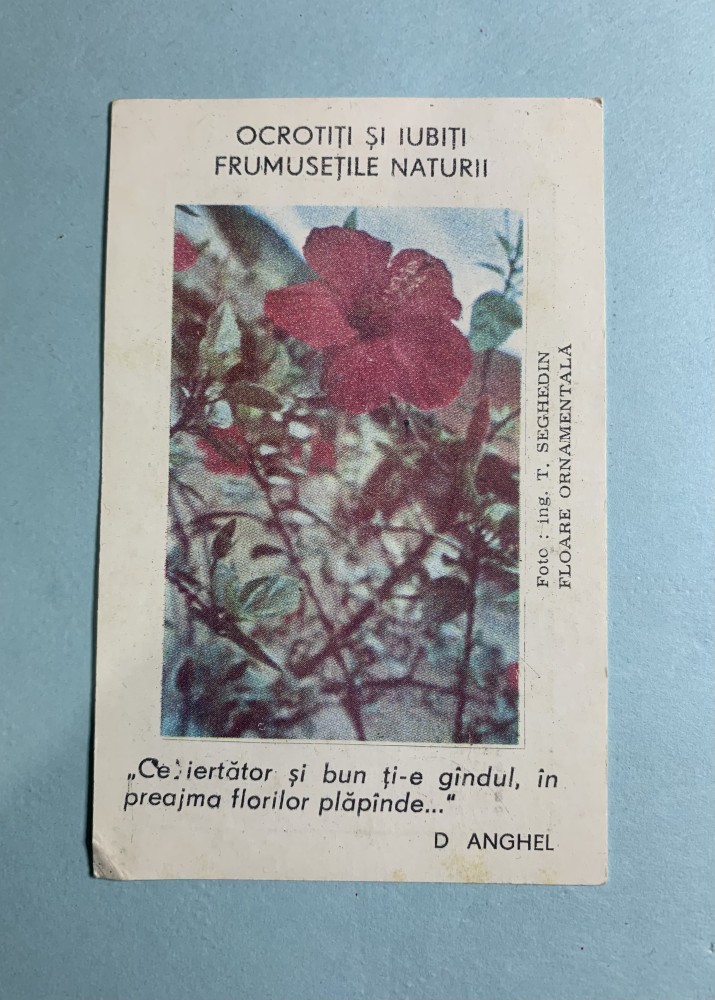 OCROTIȚI ȘI IUBIȚI
FRUMUSEȚILE NATURII
Foto : ing. T. SEGHEDIN
FLOARE ORNAMENTALĂ
„Ce iertător și bun ți-e gîndul, în
preajma florilor plăpînde...“
D ANGHEL